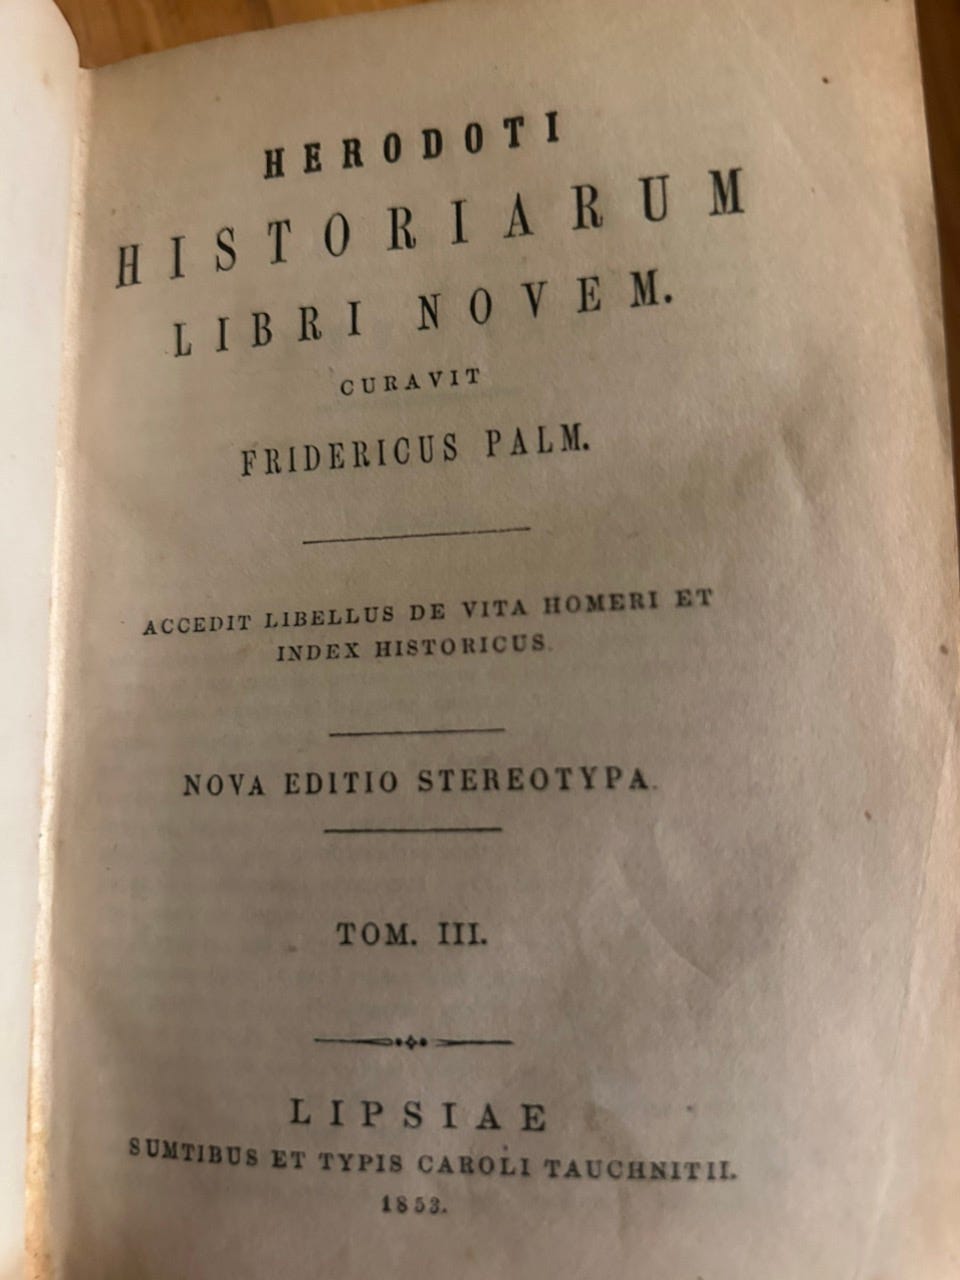 HERODOTI
HISTORIARUM
LIBRI NOVEM.
CURAVIT
FRIDERICUS PALM.
ACCEDIT LIBELLUS DE VITA HOMERI ET
INDEX HISTORICUS.
NOVA EDITIO STEREOTYPA.
TOM. III.
LIPSIAE
SUMTIBUS ET TYPIS CAROLI TAUCHNITII.
1853.